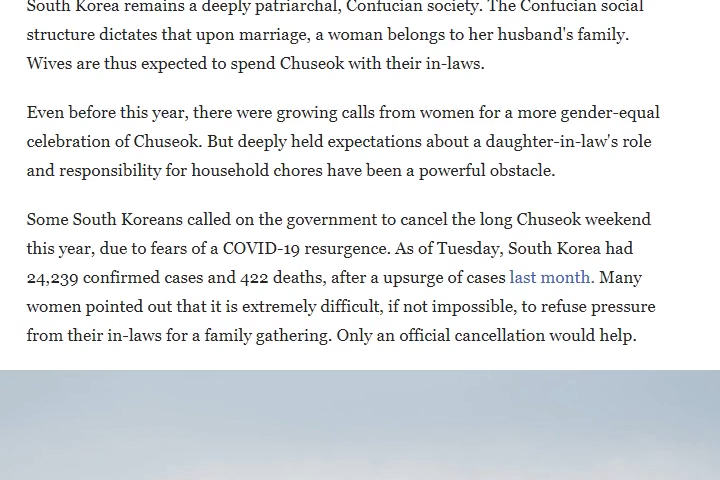 South Korea remains a deeply patriarchal, Confucian society. The Confucian social
structure dictates that upon marriage, a woman belongs to her husband's family.
Wives are thus expected to spend Chuseok with their in-laws.
Even before this year, there were growing calls from women for a more gender-equal
celebration of Chuseok. But deeply held expectations about a daughter-in-law's role
and responsibility for household chores have been a powerful obstacle.
Some South Koreans called on the government to cancel the long Chuseok weekend
this year, due to fears of a COVID-19 resurgence. As of Tuesday, South Korea had
24,239 confirmed cases and 422 deaths, after a upsurge of cases last month. Many
women pointed out that it is extremely difficult, if not impossible, to refuse pressure
from their in-laws for a family gathering. Only an official cancellation would help.